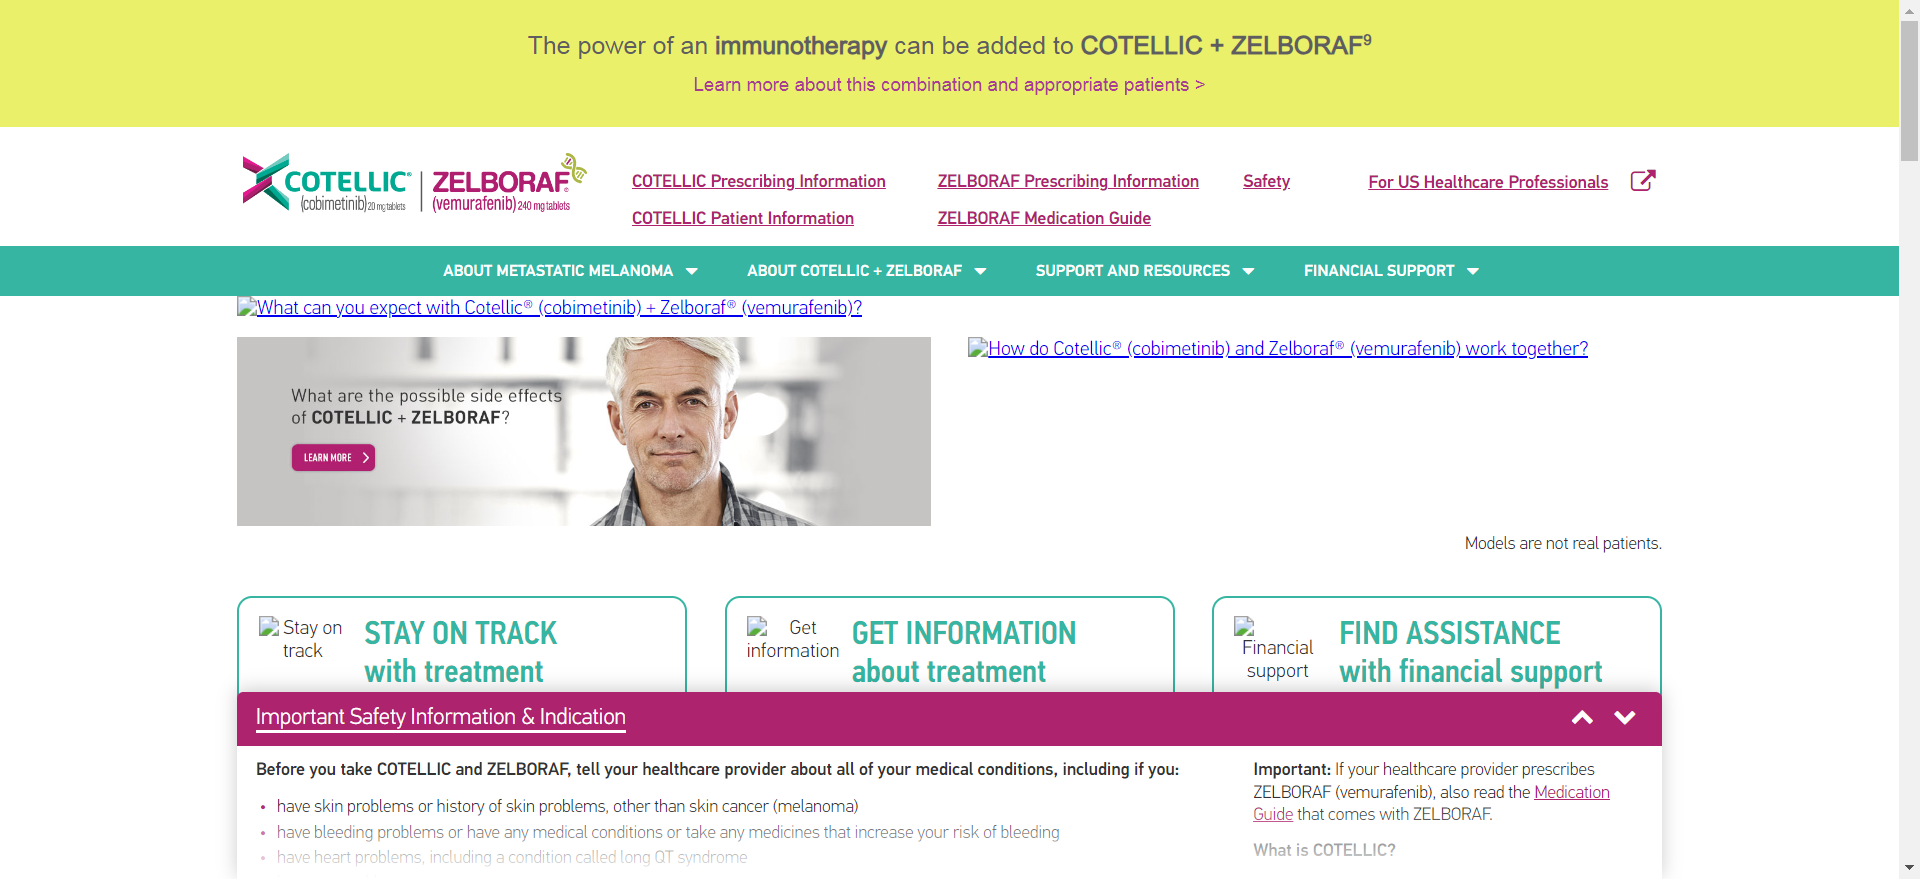 The power of an immunotherapy can be added to COTELLIC + ZELBORAF⁹
Learn more about this combination and appropriate patients >
COTELLIC®
(cobimetinib) 20 mg tablets
ZELBORAF®
(vemurafenib) 240 mg tablets
COTELLIC Prescribing Information
ZELBORAF Prescribing Information
Safety
For US Healthcare Professionals
COTELLIC Patient Information
ZELBORAF Medication Guide
ABOUT METASTATIC MELANOMA
ABOUT COTELLIC + ZELBORAF
SUPPORT AND RESOURCES
FINANCIAL SUPPORT
What can you expect with Cotellic® (cobimetinib) + Zelboraf® (vemurafenib)?
What are the possible side effects
of COTELLIC + ZELBORAF?
LEARN MORE
How do Cotellic® (cobimetinib) and Zelboraf® (vemurafenib) work together?
Models are not real patients.
Stay on
track
STAY ON TRACK
with treatment
Get
information
GET INFORMATION
about treatment
Financial
support
FIND ASSISTANCE
with financial support
Important Safety Information & Indication
Before you take COTELLIC and ZELBORAF, tell your healthcare provider about all of your medical conditions, including if you:
• have skin problems or history of skin problems, other than skin cancer (melanoma)
• have bleeding problems or have any medical conditions or take any medicines that increase your risk of bleeding
• have heart problems, including a condition called long QT syndrome
Important: If your healthcare provider prescribes
ZELBORAF (vemurafenib), also read the Medication
Guide that comes with ZELBORAF.
What is COTELLIC?